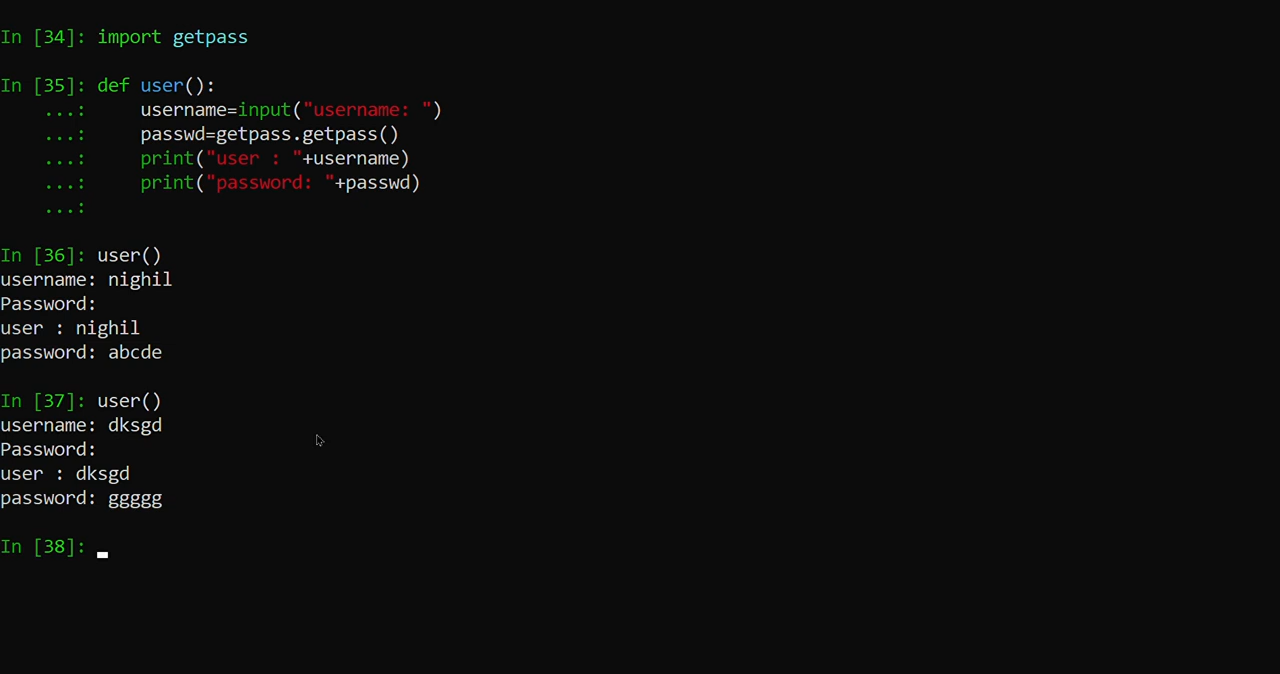 In [34]: import getpass
In [35]: def user():
    ...:     username=input("username: ")
    ...:     passwd=getpass.getpass()
    ...:     print("user : "+username)
    ...:     print("password: "+passwd)
    ...:
In [36]: user()
username: nighil
Password:
user : nighil
password: abcde
In [37]: user()
username: dksgd
Password:
user : dksgd
password: ggggg
In [38]: